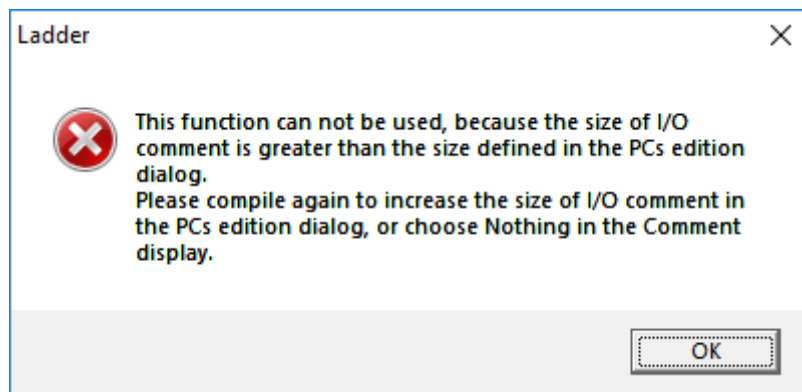 Ladder
This function can not be used, because the size of I/O
comment is greater than the size defined in the PCs edition
dialog.
Please compile again to increase the size of I/O comment in
the PCs edition dialog, or choose Nothing in the Comment
display.
OK